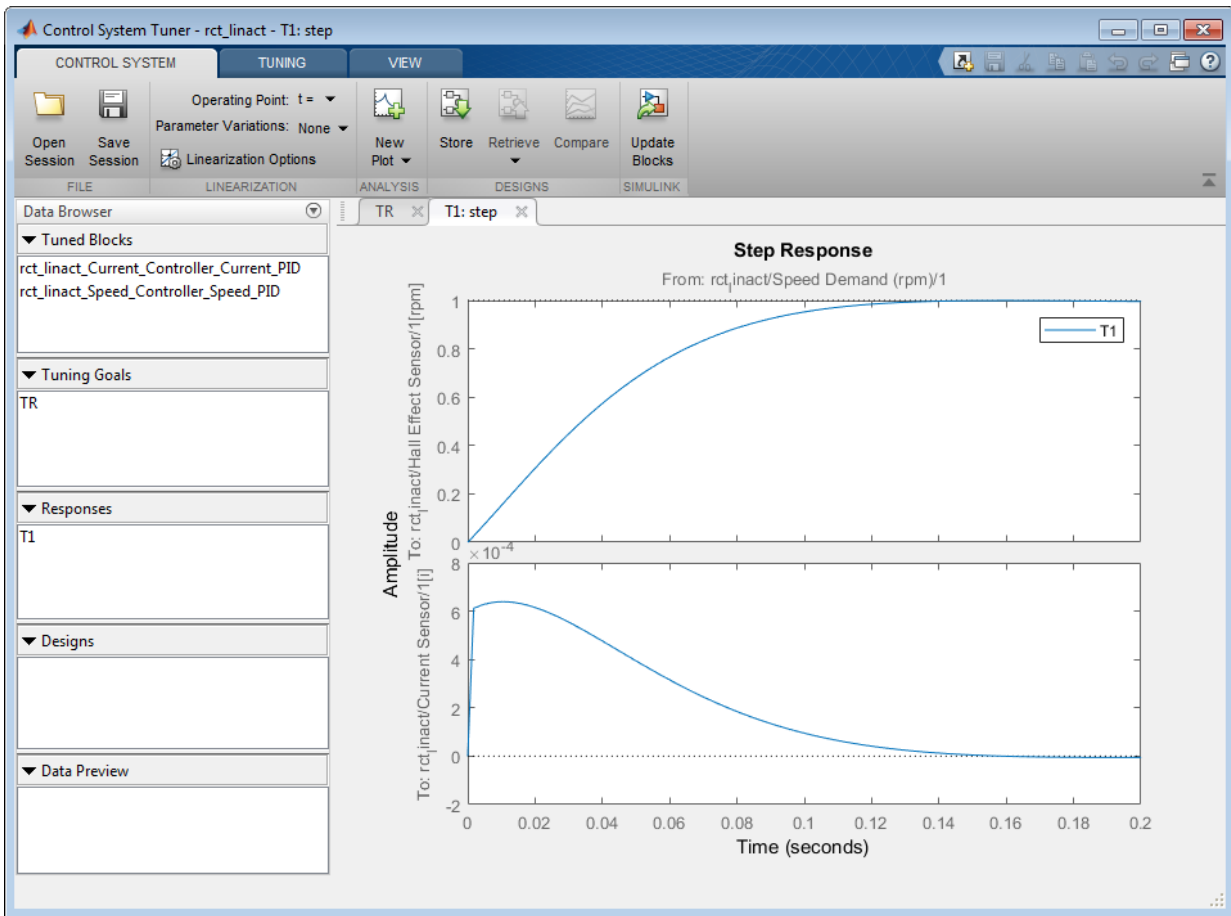 Control System Tuner - rct_linact - T1: step
CONTROL SYSTEM TUNING VIEW
Operating Point: t =
Parameter Variations: None
Linearization Options
Open Session
Save Session
New Plot
Store
Retrieve
Compare
Update Blocks
FILE LINEARIZATION ANALYSIS DESIGNS SIMULINK
Data Browser
TR T1: step
Tuned Blocks
rct_linact_Current_Controller_Current_PID
rct_linact_Speed_Controller_Speed_PID
Tuning Goals
TR
Responses
T1
Designs
Data Preview
Step Response
From: rct_linact/Speed Demand (rpm)/1
T1
Amplitude
To: rct_linact/Hall Effect Sensor/1[rpm]
1
0.8
0.6
0.4
0.2
0
×10-4
To: rct_linact/Current Sensor/1[i]
8
6
4
2
0
-2
0 0.02 0.04 0.06 0.08 0.1 0.12 0.14 0.16 0.18 0.2
Time (seconds)